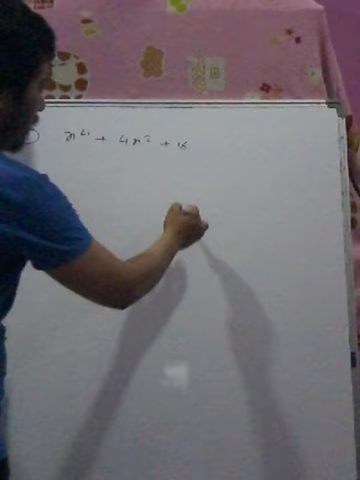 x⁴ + 4x² + 16